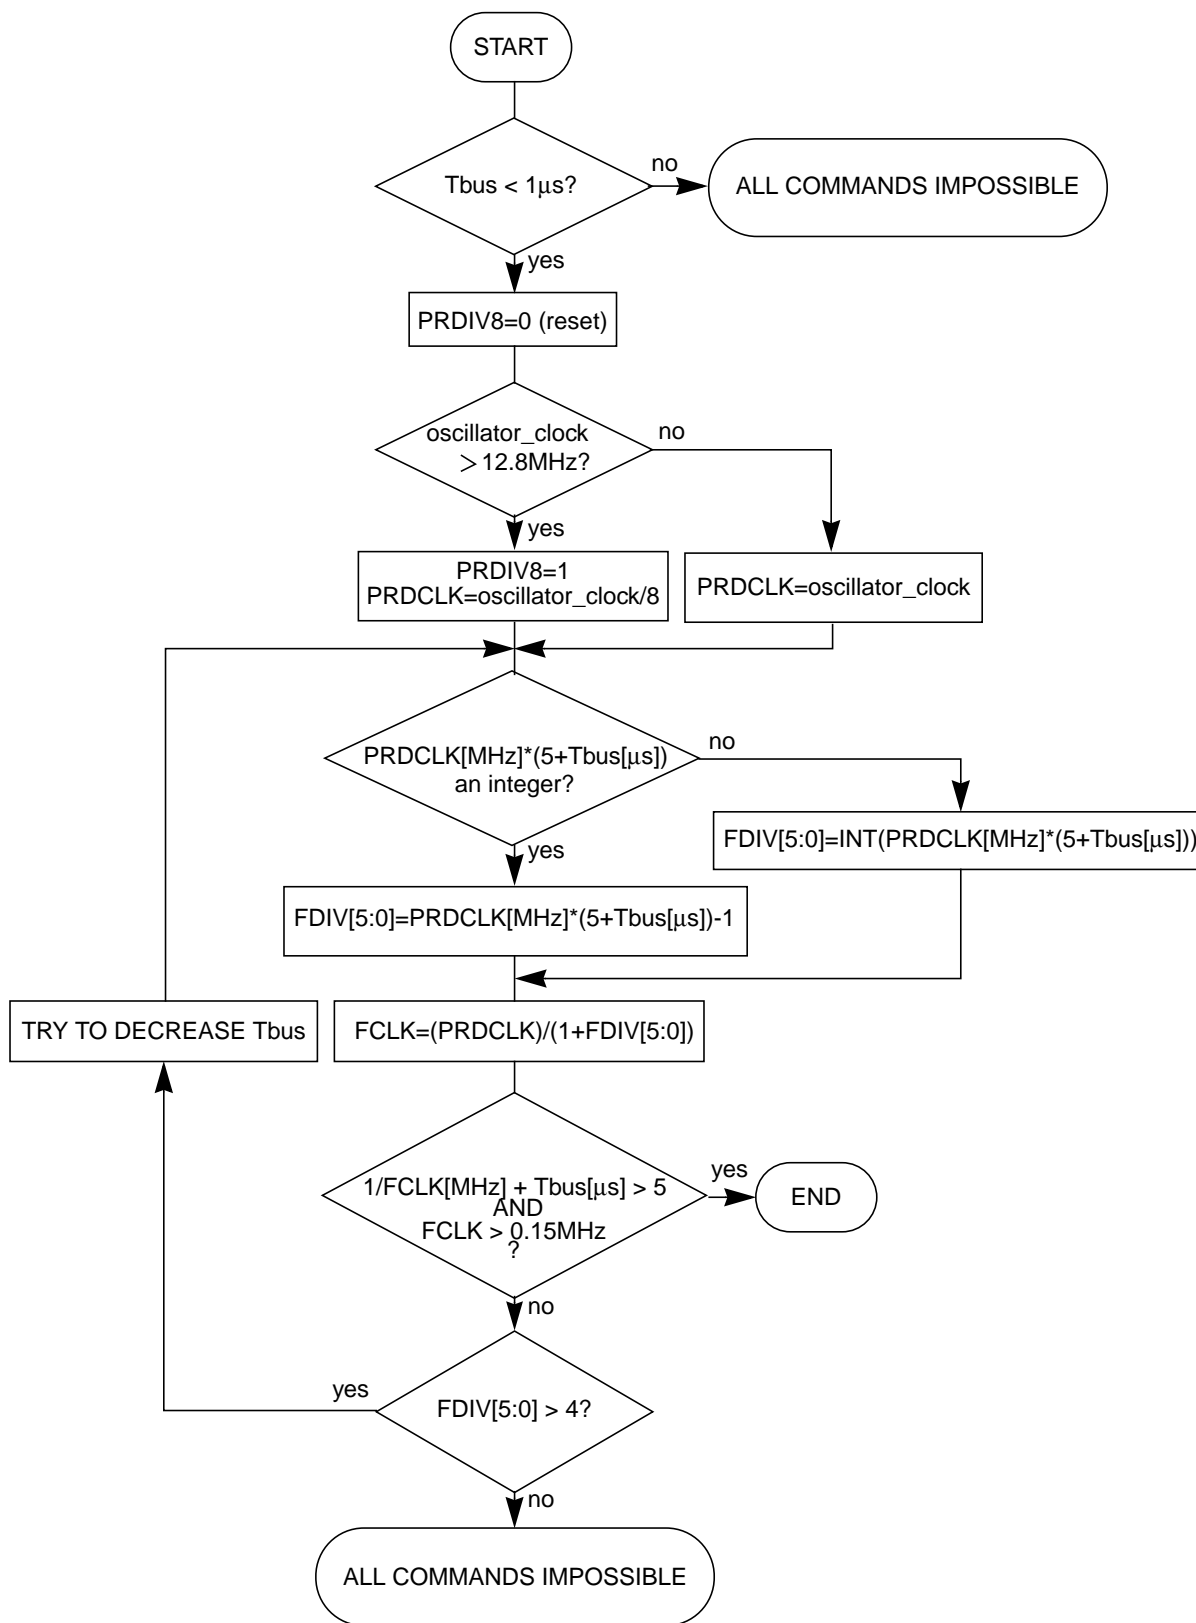 START
Tbus < 1μs?
no
ALL COMMANDS IMPOSSIBLE
yes
PRDIV8=0 (reset)
oscillator_clock
>12.8MHz?
no
yes
PRDIV8=1
PRDCLK=oscillator_clock/8
PRDCLK=oscillator_clock
PRDCLK[MHz]*(5+Tbus[μs])
an integer?
no
yes
FDIV[5:0]=INT(PRDCLK[MHz]*(5+Tbus[μs]))
FDIV[5:0]=PRDCLK[MHz]*(5+Tbus[μs])-1
TRY TO DECREASE Tbus
FCLK=(PRDCLK)/(1+FDIV[5:0])
1/FCLK[MHz] + Tbus[μs] > 5
AND
FCLK > 0.15MHz
?
yes
END
no
FDIV[5:0] > 4?
yes
no
ALL COMMANDS IMPOSSIBLE